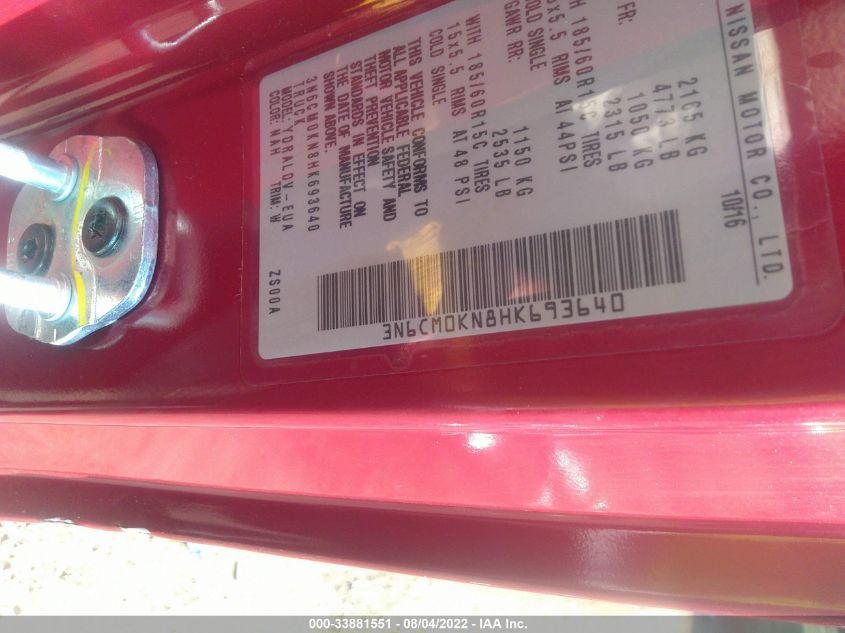 NISSAN MOTOR CO., LTD.
10/16
2105 KG
4773 LB
FR: 1050 KG
2315 LB
185/60R15C TIRES
5.5 RIMS AT 44PSI
COLD SINGLE
GAWR RR: 1150 KG
2535 LB
WITH 185/60R15C TIRES
15x5.5 RIMS AT 48 PSI
COLD SINGLE
THIS VEHICLE CONFORMS TO
ALL APPLICABLE FEDERAL
MOTOR VEHICLE SAFETY AND
THEFT PREVENTION
STANDARDS IN EFFECT ON
THE DATE OF MANUFACTURE
SHOWN ABOVE.
3N6CM0KN8HK693640
TRUCK
MODEL: YDRALDV-EUA
COLOR: NAH TRIM: W
ZS00A
3N6CM0KN8HK693640
000-33881551 - 08/04/2022 - IAA Inc.